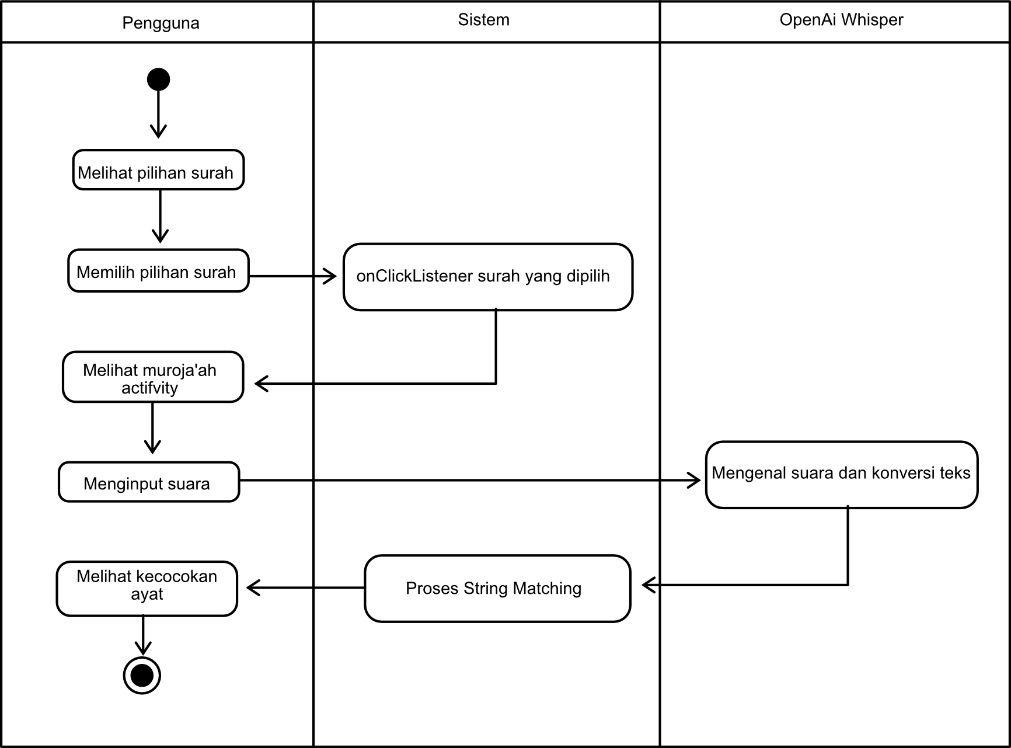 Pengguna
Sistem
OpenAi Whisper
Melihat pilihan surah
Memilih pilihan surah
onClickListener surah yang dipilih
Melihat muroja'ah
actifvity
Menginput suara
Mengenal suara dan konversi teks
Proses String Matching
Melihat kecocokan
ayat